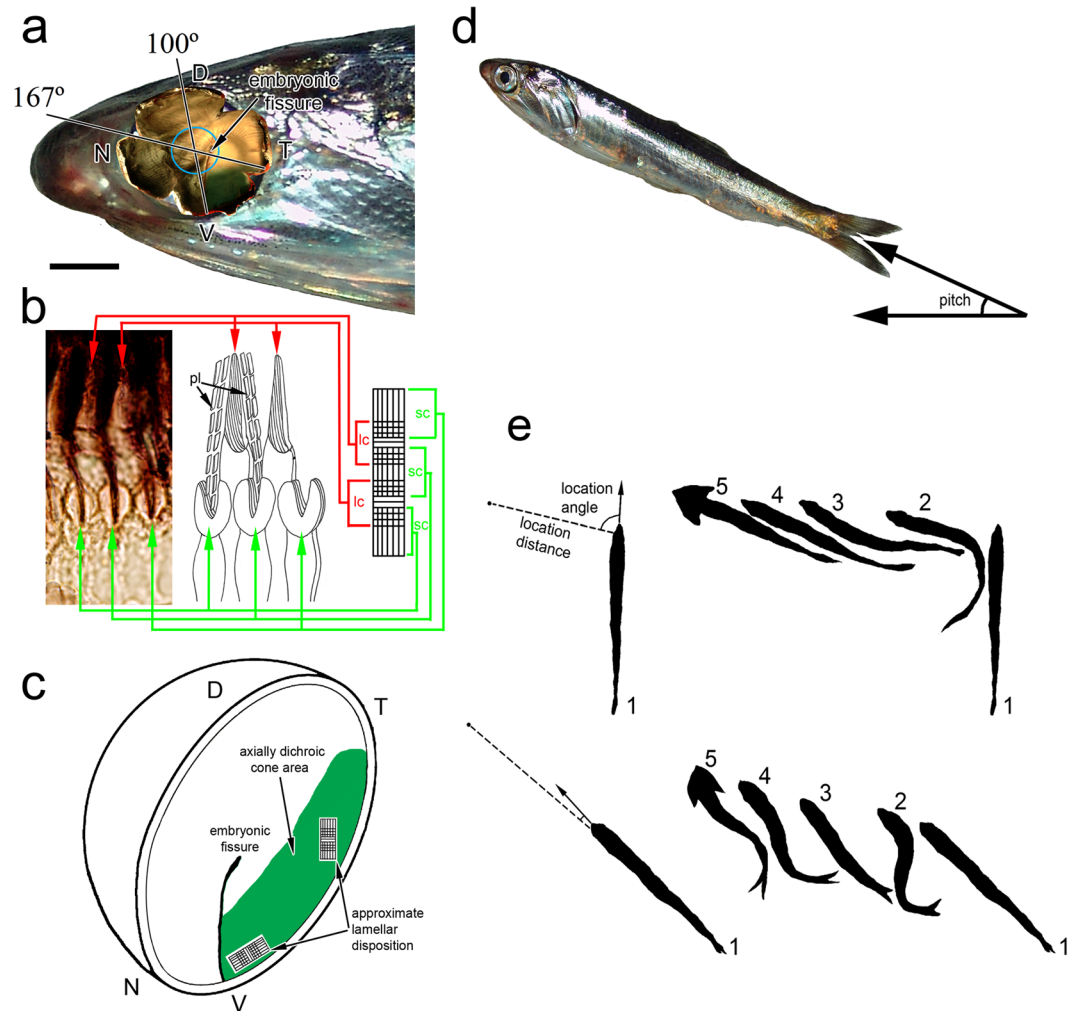 a
100º
D
embryonic
fissure
167º
N
T
V
b
pl
sc
lc
sc
lc
sc
c
D
T
axially dichroic
cone area
embryonic
fissure
approximate
lamellar
disposition
N
V
d
pitch
e
location
angle
location
distance
1
5
4
3
2
1
1
5
4
3
2
1